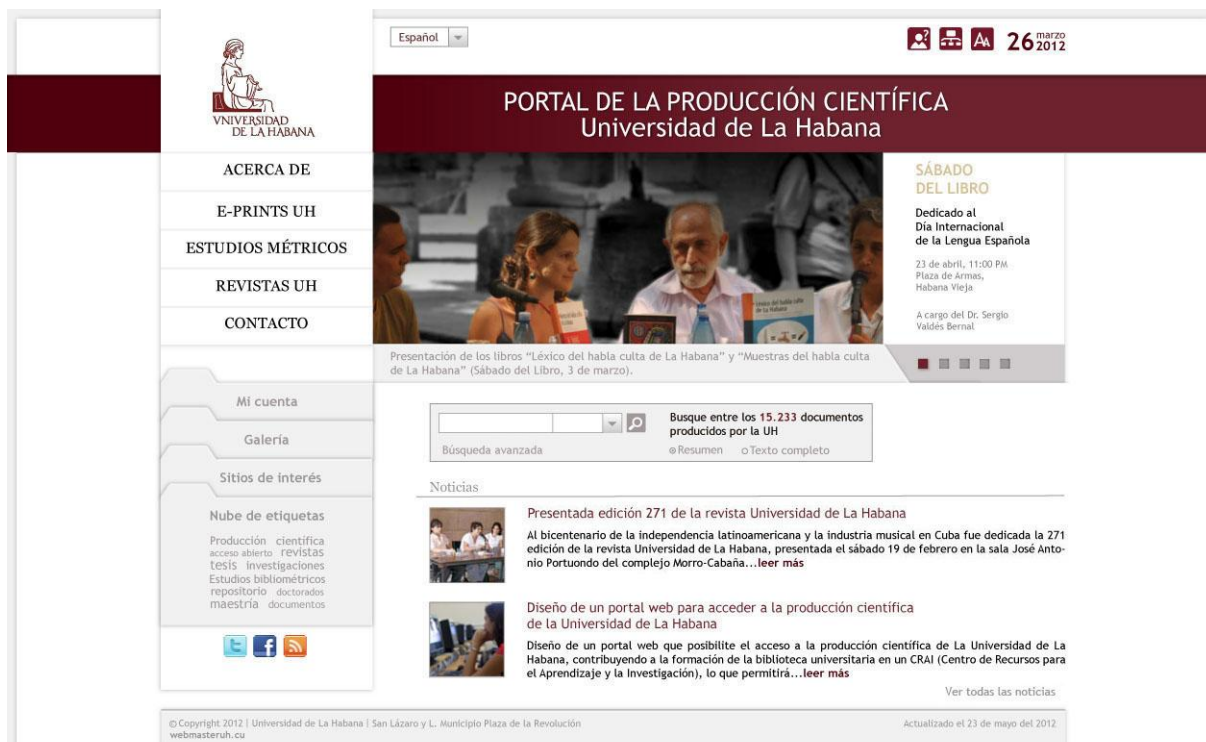 Español
26 marzo
2012
VNIVERSIDAD
DE LA HABANA
PORTAL DE LA PRODUCCIÓN CIENTÍFICA
Universidad de La Habana
ACERCA DE
E-PRINTS UH
ESTUDIOS MÉTRICOS
REVISTAS UH
CONTACTO
SÁBADO
DEL LIBRO
Dedicado al
Día Internacional
de la Lengua Española
23 de abril, 11:00 PM
Plaza de Armas,
Habana Vieja
A cargo del Dr. Sergio
Valdés Bernal
Presentación de los libros “Léxico del habla culta de La Habana” y “Muestras del habla culta
de La Habana” (Sábado del Libro, 3 de marzo).
Mi cuenta
Galería
Sitios de interés
Nube de etiquetas
Producción científica
acceso abierto revistas
tesis investigaciones
Estudios bibliométricos
repositorio doctorados
maestría documentos
Busque entre los 15.233 documentos
producidos por la UH
Búsqueda avanzada
Resumen Texto completo
Noticias
Presentada edición 271 de la revista Universidad de La Habana
Al bicentenario de la independencia latinoamericana y la industria musical en Cuba fue dedicada la 271
edición de la revista Universidad de La Habana, presentada el sábado 19 de febrero en la sala José Anto-
nio Portuondo del complejo Morro-Cabaña...leer más
Diseño de un portal web para acceder a la producción científica
de la Universidad de La Habana
Diseño de un portal web que posibilite el acceso a la producción científica de La Universidad de La
Habana, contribuyendo a la formación de la biblioteca universitaria en un CRAI (Centro de Recursos para
el Aprendizaje y la Investigación), lo que permitirá...leer más
Ver todas las noticias
© Copyright 2012 | Universidad de La Habana | San Lázaro y L. Municipio Plaza de la Revolución
webmasteruh.cu
Actualizado el 23 de mayo del 2012